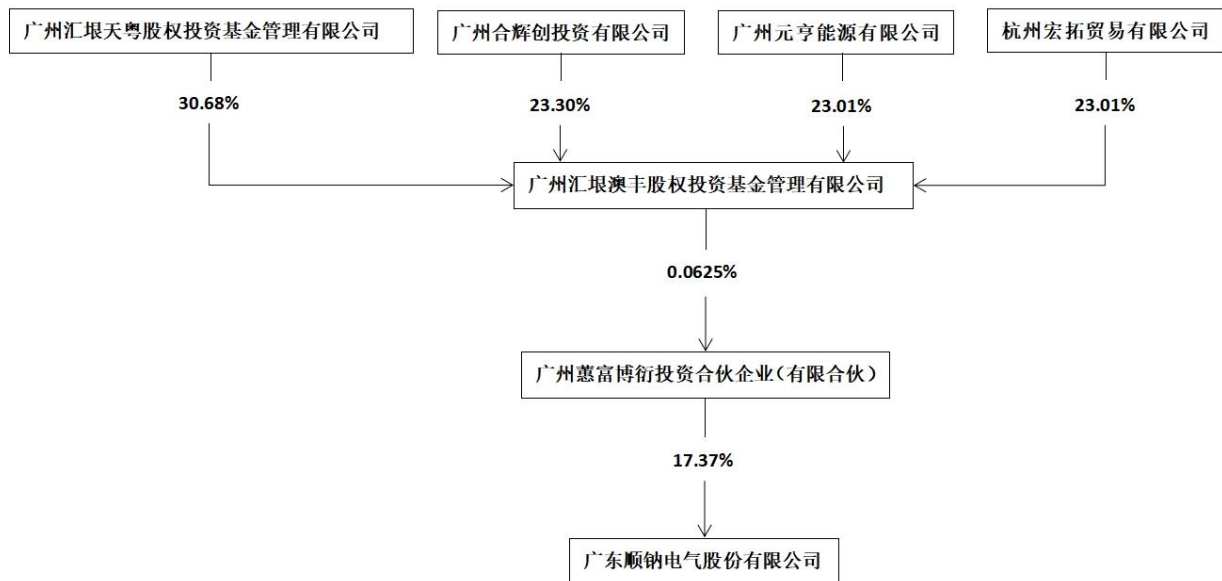 广州汇垠天粤股权投资基金管理有限公司
广州合辉创投资有限公司
广州元亨能源有限公司
杭州宏拓贸易有限公司
30.68%
23.30%
23.01%
23.01%
广州汇垠澳丰股权投资基金管理有限公司
0.0625%
广州蕙富博衍投资合伙企业（有限合伙）
17.37%
广东顺钠电气股份有限公司